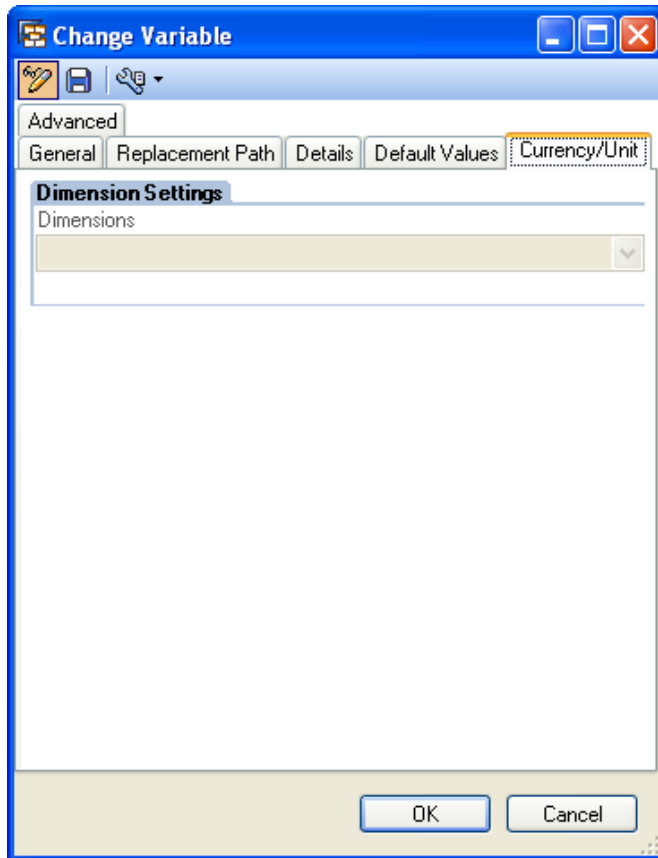 Change Variable
Advanced
General Replacement Path Details Default Values Currency/Unit
Dimension Settings
Dimensions
OK Cancel